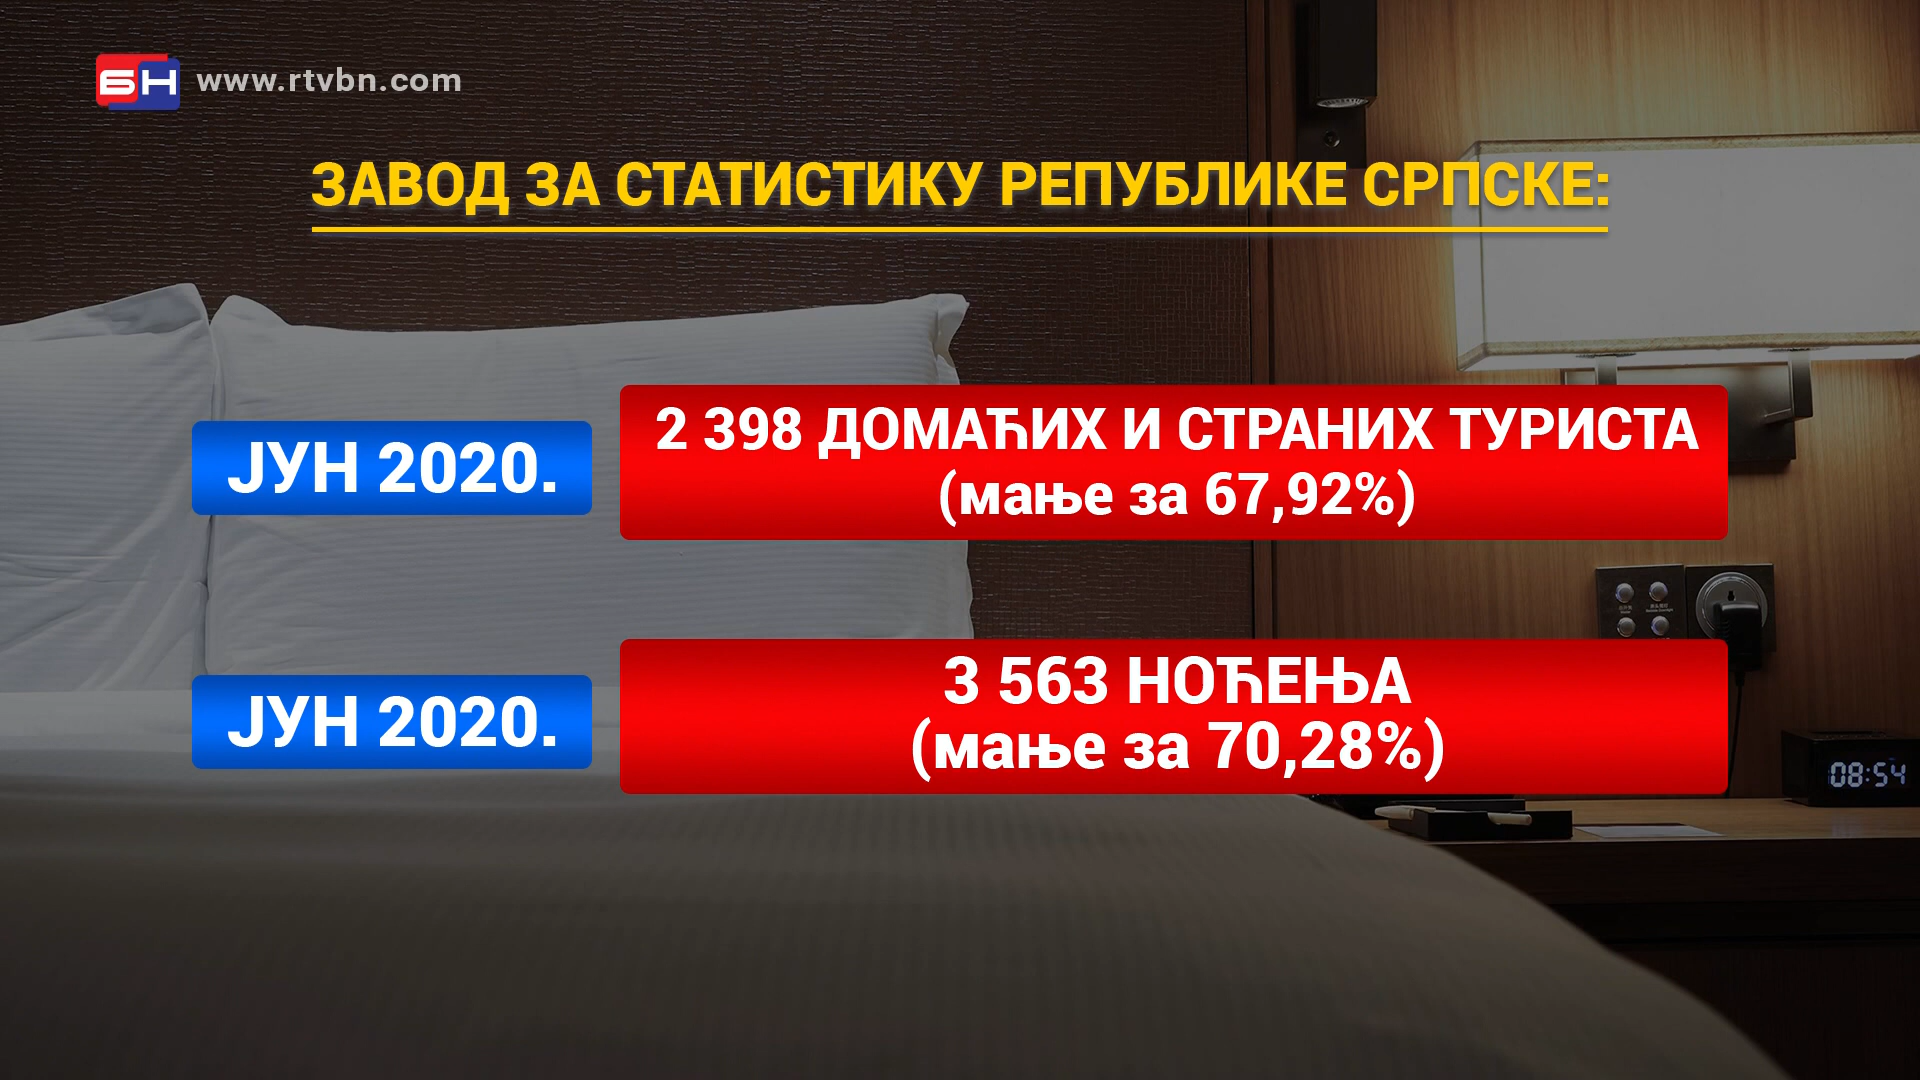 БН www.rtvbn.com
ЗАВОД ЗА СТАТИСТИКУ РЕПУБЛИКЕ СРПСКЕ:
ЈУН 2020.
2 398 ДОМАЋИХ И СТРАНИХ ТУРИСТА
(мање за 67,92%)
ЈУН 2020.
3 563 НОЋЕЊА
(мање за 70,28%)
08:54